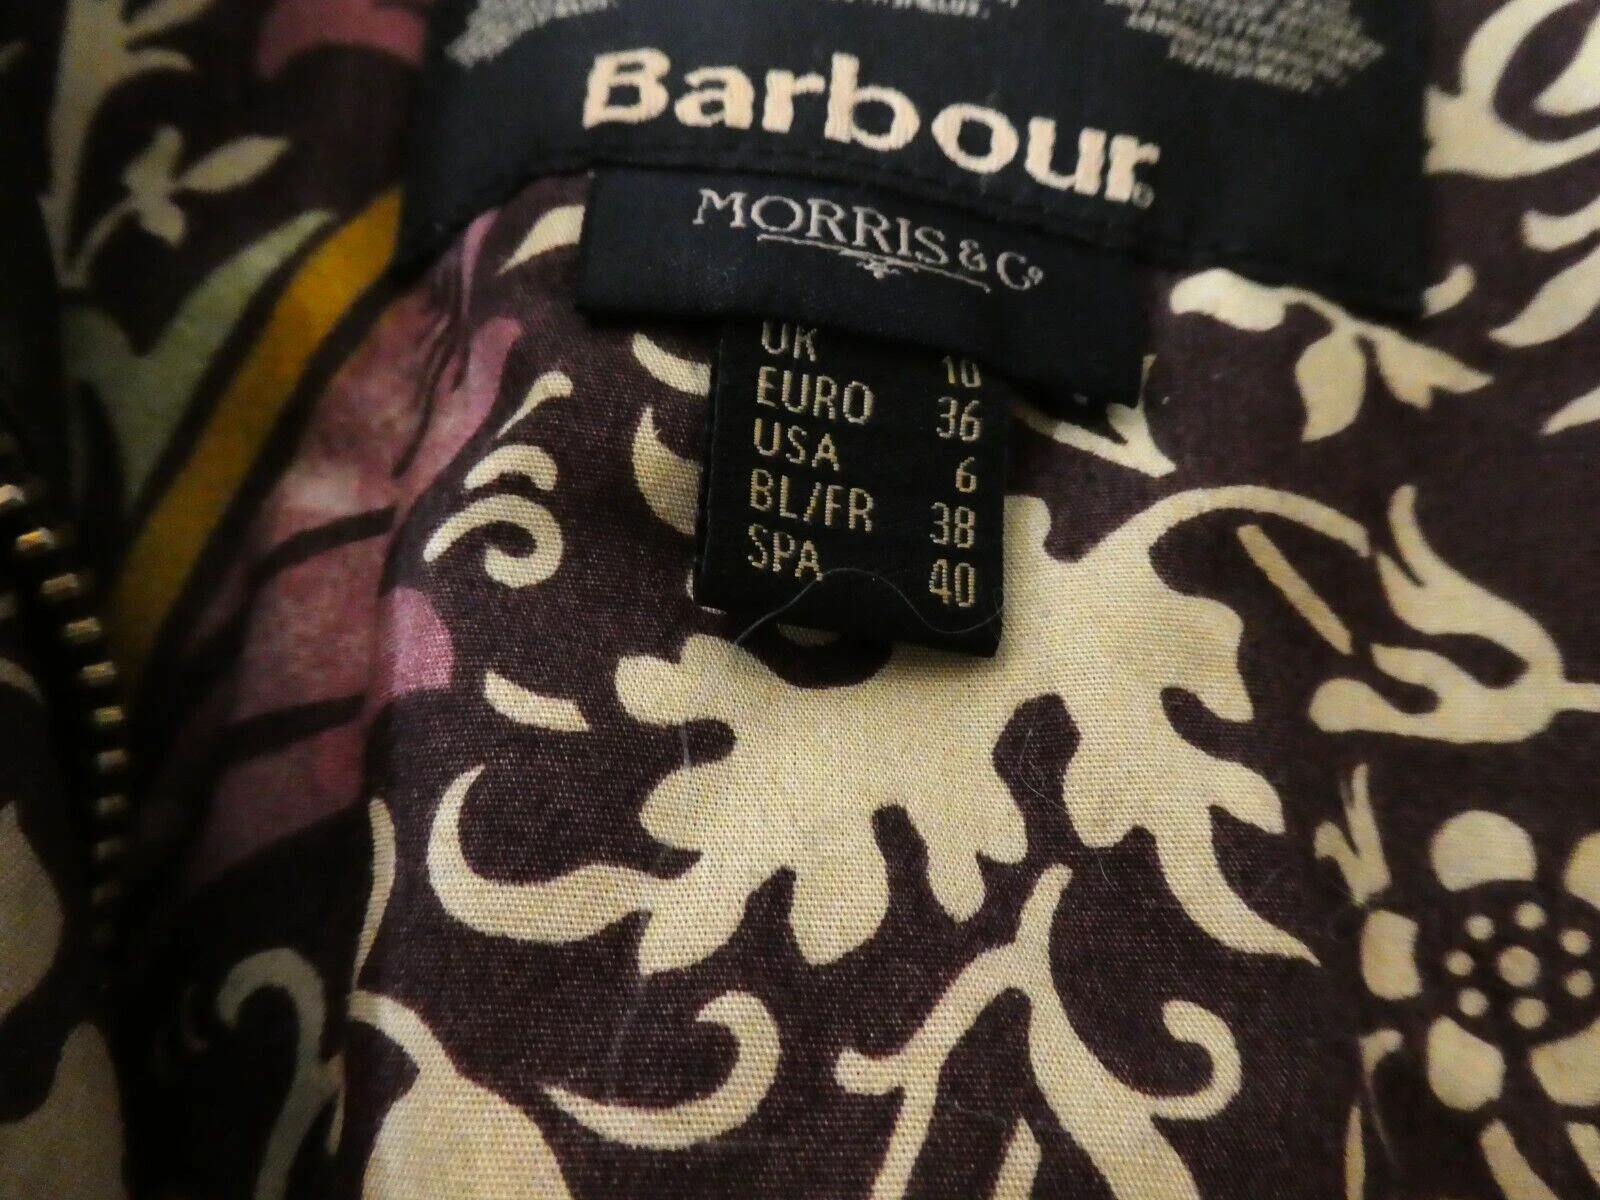 Barbour
MORRIS & Co
UK 10
EURO 36
USA 6
BL/FR 38
SPA 40